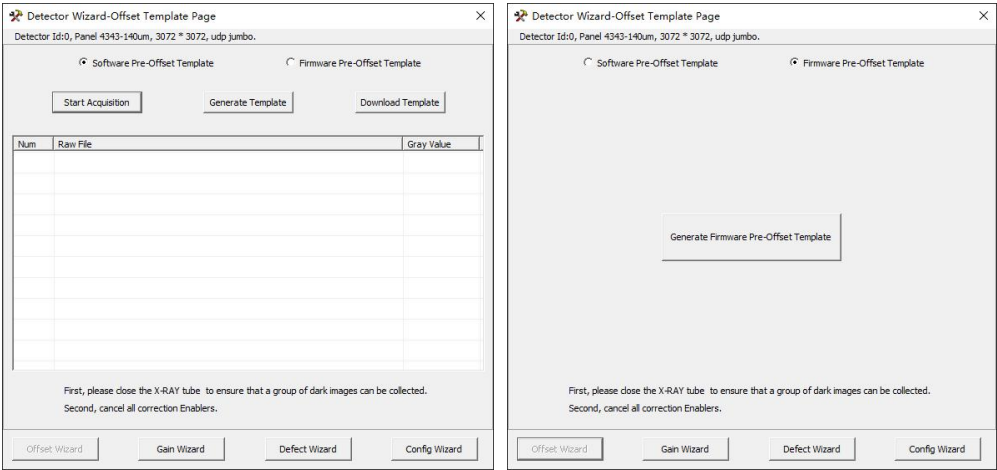 Detector Wizard-Offset Template Page
Detector Id:0, Panel 4343-140um, 3072 * 3072, udp jumbo.
Software Pre-Offset Template Firmware Pre-Offset Template
Start Acquisition Generate Template Download Template
Num Raw File Gray Value
First, please close the X-RAY tube to ensure that a group of dark images can be collected.
Second, cancel all correction Enablers.
Offset Wizard Gain Wizard Defect Wizard Config Wizard
Detector Wizard-Offset Template Page
Detector Id:0, Panel 4343-140um, 3072 * 3072, udp jumbo.
Software Pre-Offset Template Firmware Pre-Offset Template
Generate Firmware Pre-Offset Template
First, please close the X-RAY tube to ensure that a group of dark images can be collected.
Second, cancel all correction Enablers.
Offset Wizard Gain Wizard Defect Wizard Config Wizard